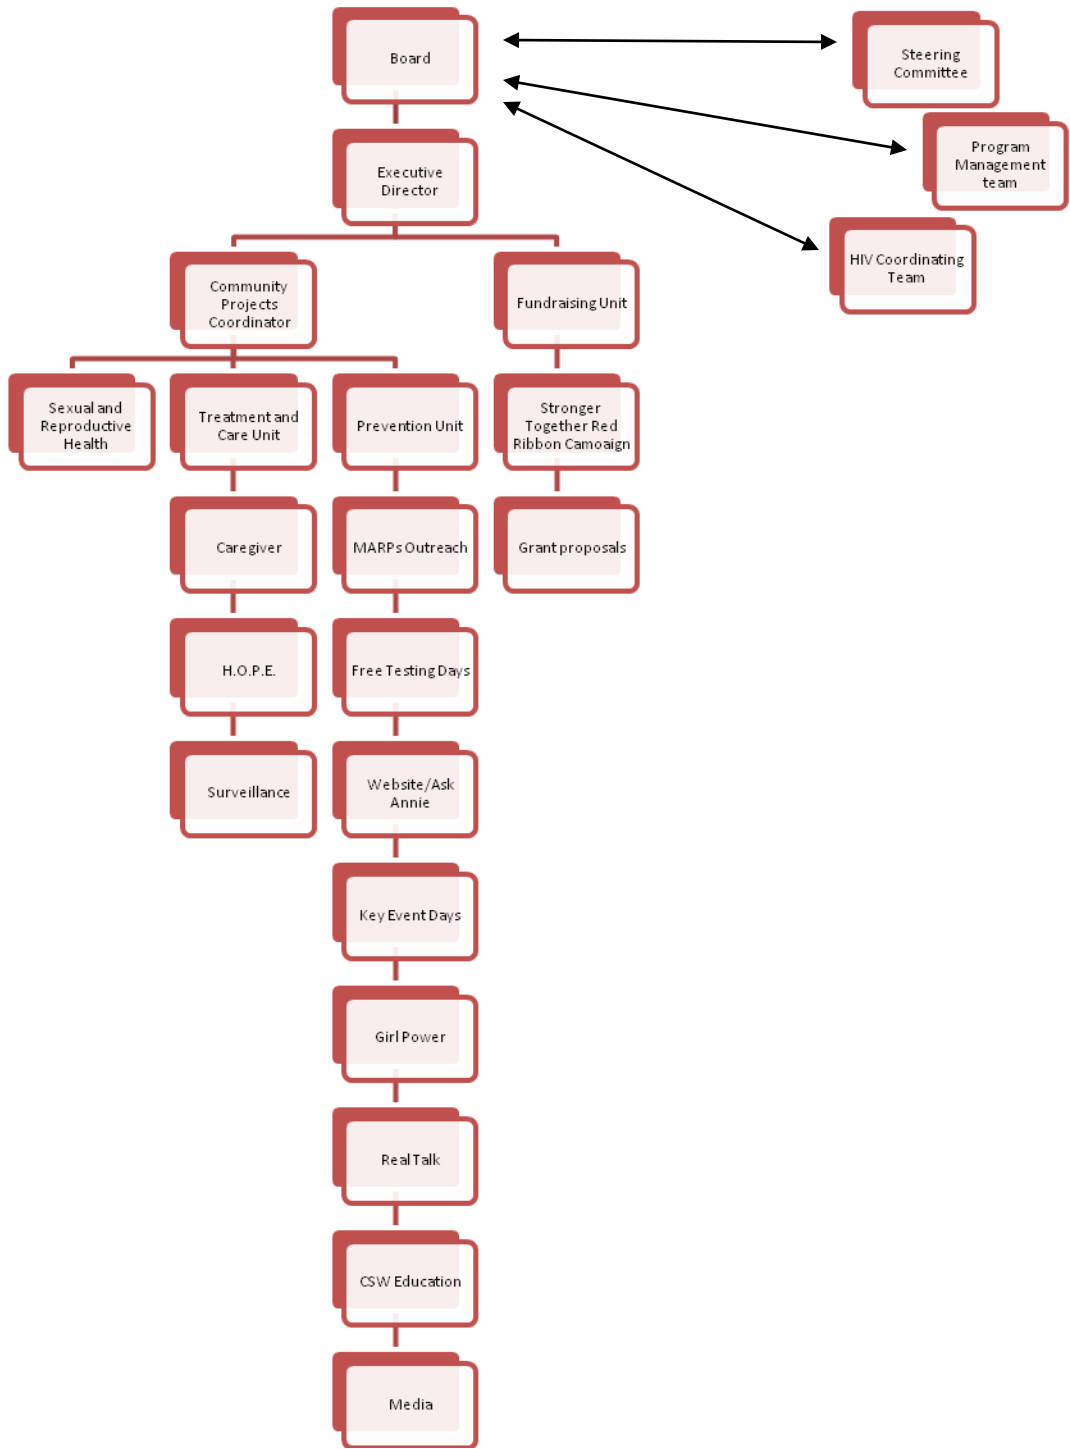 Board
Steering
Committee
Program
Management
team
Executive
Director
HIV Coordinating
Team
Community
Projects
Coordinator
Fundraising Unit
Sexual and
Reproductive
Health
Treatment and
Care Unit
Prevention Unit
Stronger
Together Red
Ribbon Camoaign
Caregiver
MARPs Outreach
Grant proposals
H.O.P.E.
Free Testing Days
Surveillance
Website/Ask
Annie
Key Event Days
Girl Power
Real Talk
CSW Education
Media